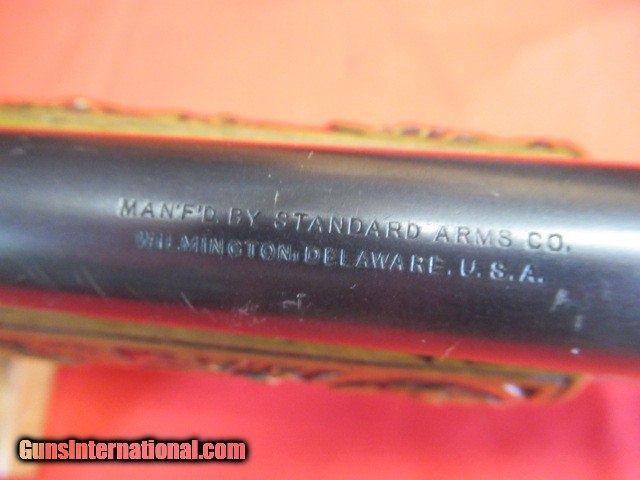 MAN'F'D BY STANDARD ARMS CO.
WILMINGTON, DELAWARE. U.S.A.
GunsInternational.com